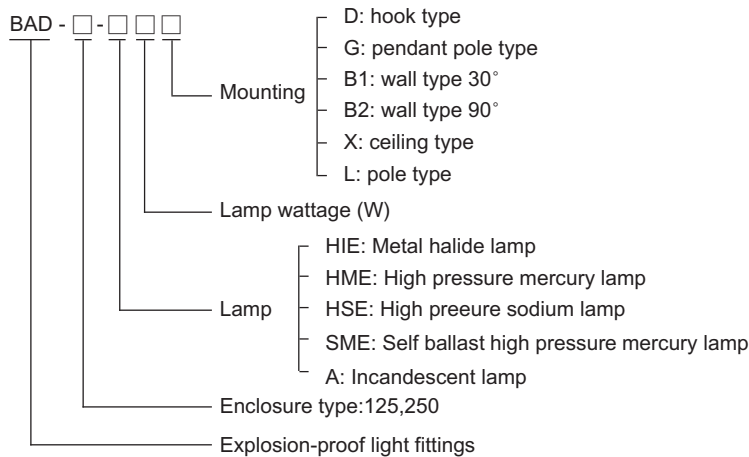 BAD - □ - □ □ □
D: hook type
G: pendant pole type
B1: wall type 30°
Mounting
B2: wall type 90°
X: ceiling type
L: pole type
Lamp wattage (W)
HIE: Metal halide lamp
HME: High pressure mercury lamp
Lamp
HSE: High preeure sodium lamp
SME: Self ballast high pressure mercury lamp
A: Incandescent lamp
Enclosure type:125,250
Explosion-proof light fittings